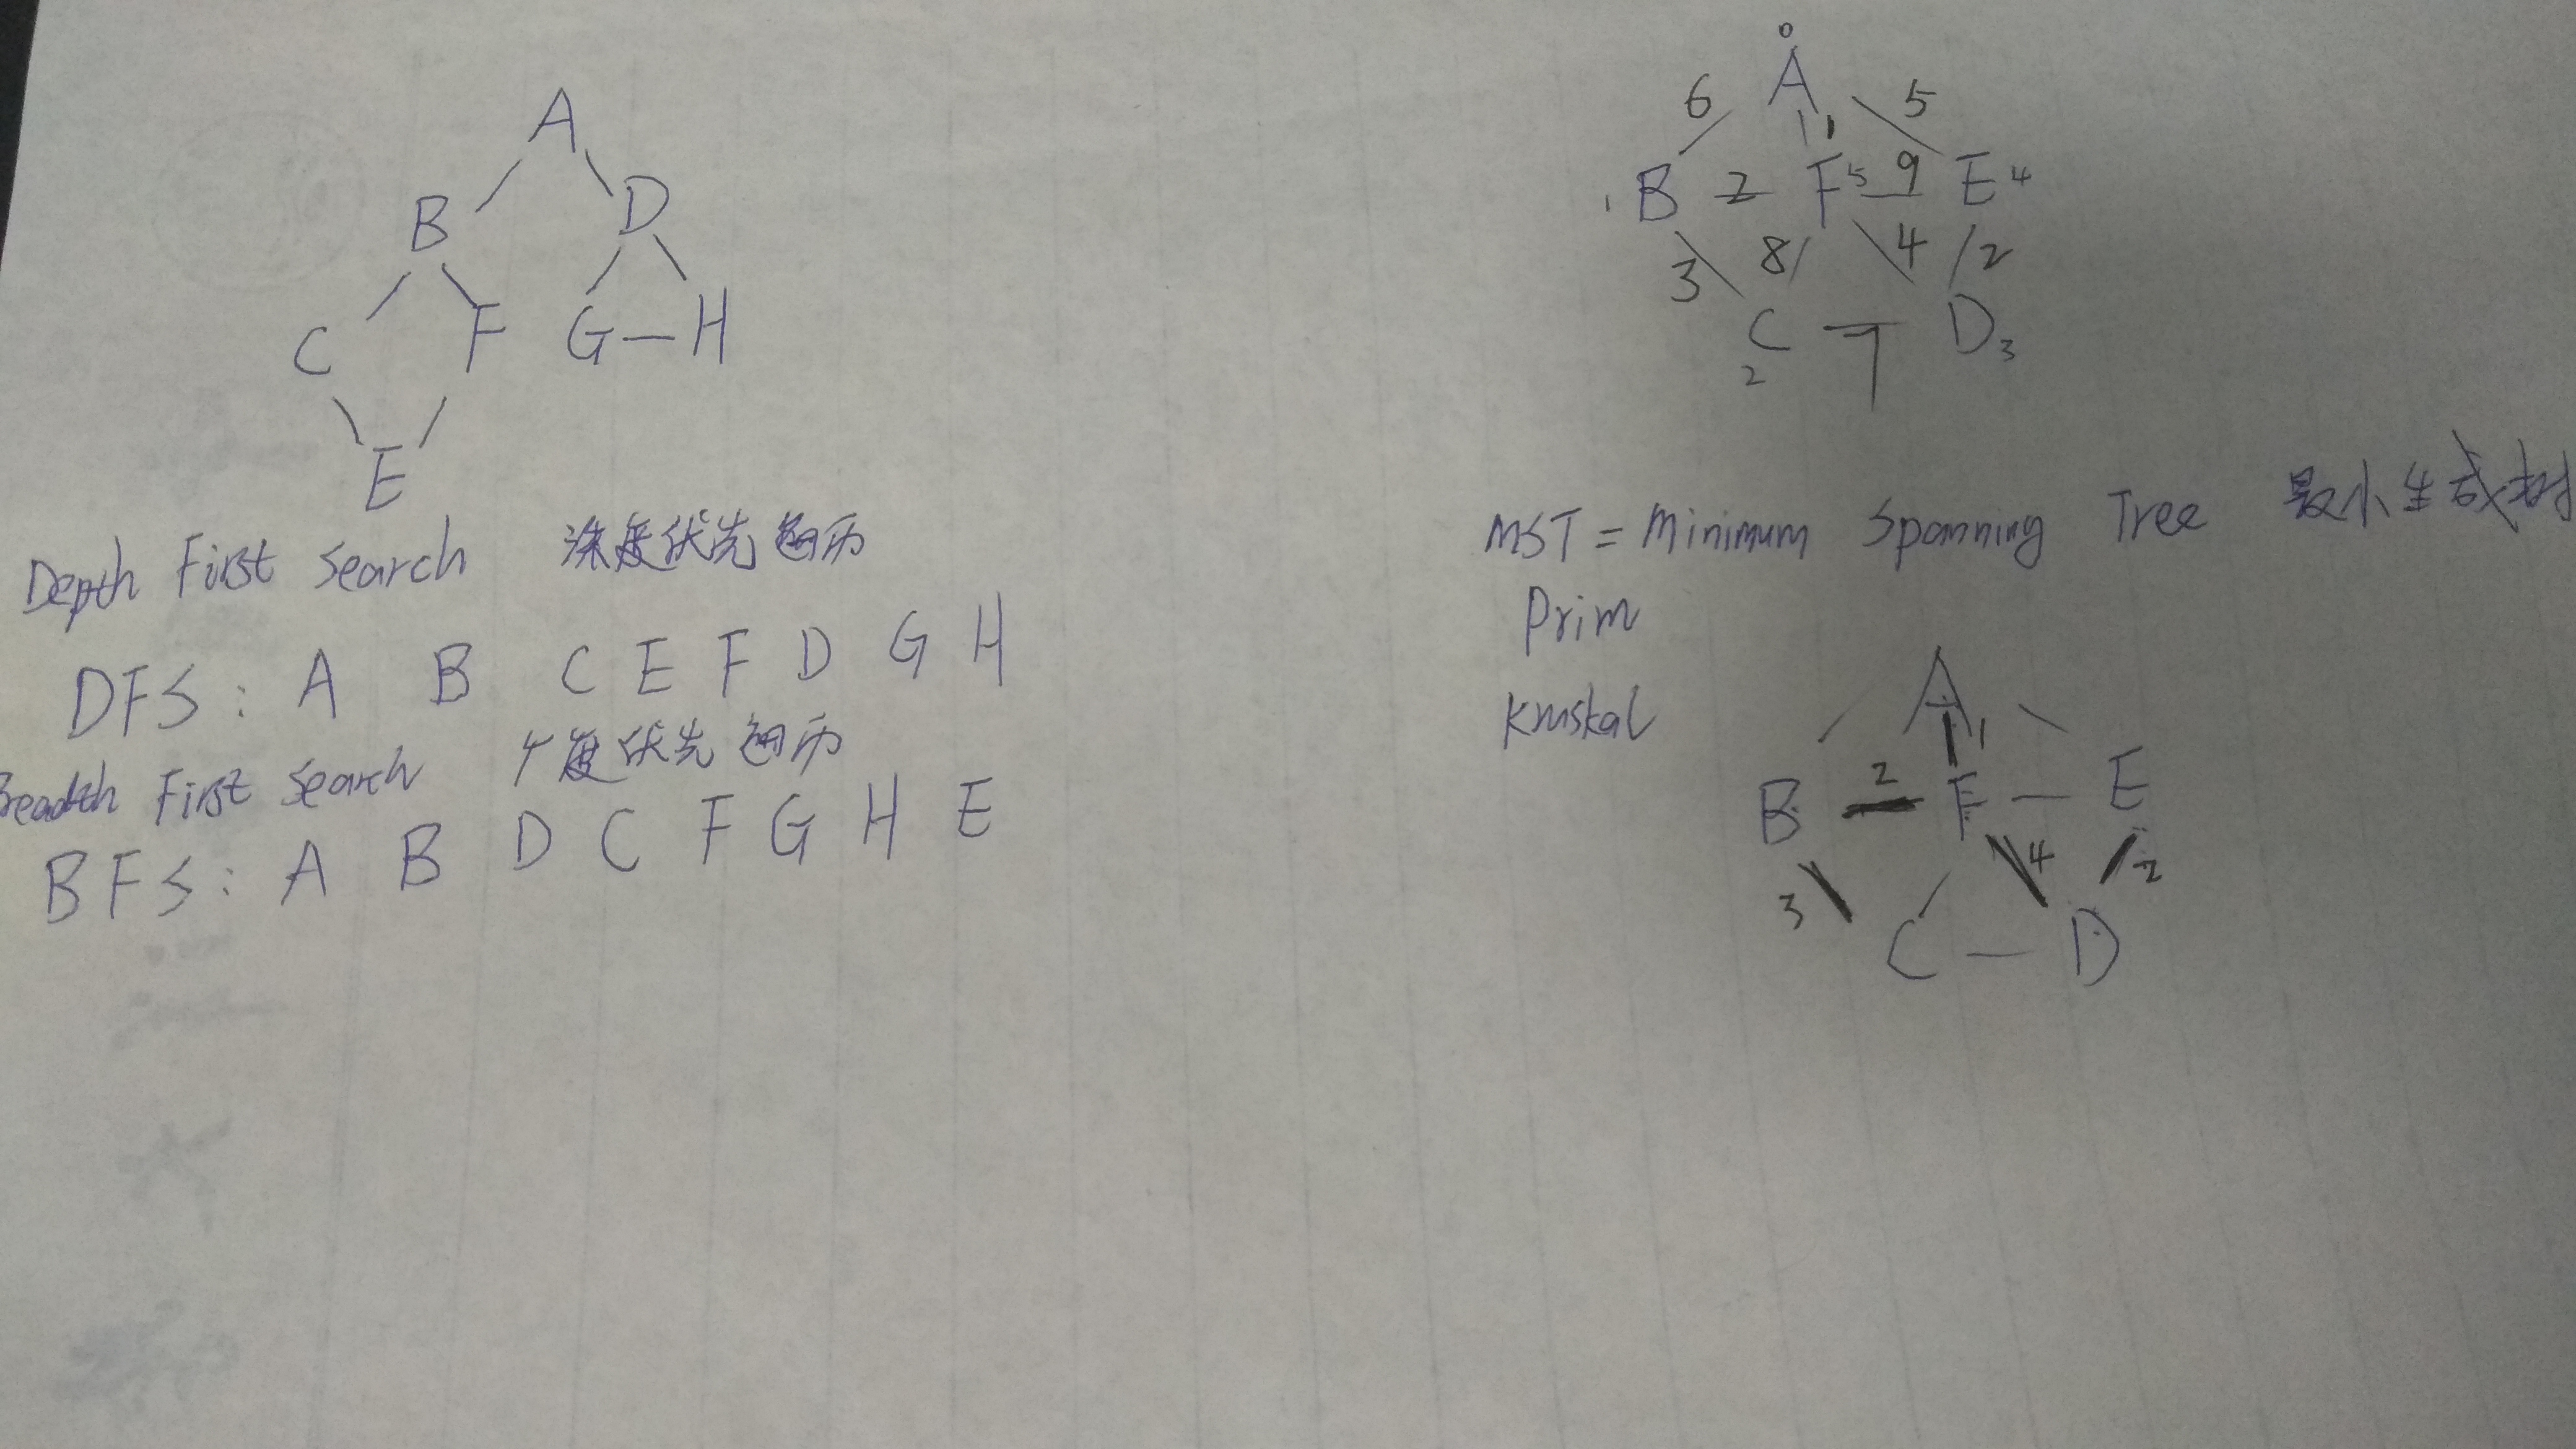 A
B D
C F G H
E
Depth First Search 深度优先遍历
DFS: A B C E F D G H
Breadth First Search 广度优先遍历
BFS: A B D C F G H E
0
6 A 5
1
1 B 2 F 5 9 E 4
3 8 4 2
C D 3
2 7
MST = Minimum Spanning Tree 最小生成树
Prim
Kruskal
A
1
B 2 F E
3 4 2
C D